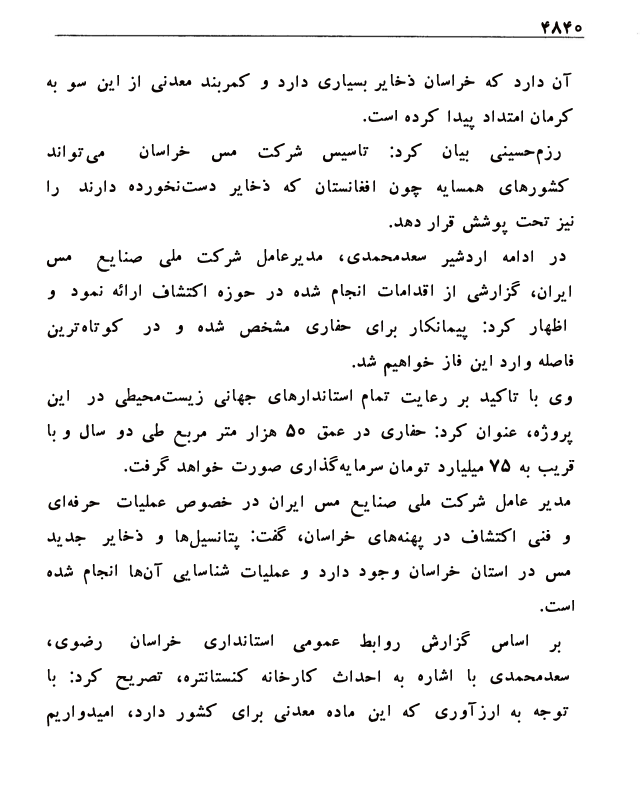 ۴۸۴۰
آن دارد که خراسان ذخایر بسیاری دارد و کمربند معدنی از این سو به
کرمان امتداد پیدا کرده است.
رزم‌حسینی بیان کرد: تاسیس شرکت مس خراسان می‌تواند
کشورهای همسایه چون افغانستان که ذخایر دست‌نخورده دارند را
نیز تحت پوشش قرار دهد.
در ادامه اردشیر سعدمحمدی، مدیرعامل شرکت ملی صنایع مس
ایران، گزارشی از اقدامات انجام شده در حوزه اکتشاف ارائه نمود و
اظهار کرد: پیمانکار برای حفاری مشخص شده و در کوتاه‌ترین
فاصله وارد این فاز خواهیم شد.
وی با تاکید بر رعایت تمام استاندارهای جهانی زیست‌محیطی در این
پروژه، عنوان کرد: حفاری در عمق ۵۰ هزار متر مربع طی دو سال و با
قریب به ۷۵ میلیارد تومان سرمایه‌گذاری صورت خواهد گرفت.
مدیر عامل شرکت ملی صنایع مس ایران در خصوص عملیات حرفه‌ای
و فنی اکتشاف در پهنه‌های خراسان، گفت: پتانسیل‌ها و ذخایر جدید
مس در استان خراسان وجود دارد و عملیات شناسایی آن‌ها انجام شده
است.
بر اساس گزارش روابط عمومی استانداری خراسان رضوی،
سعدمحمدی با اشاره به احداث کارخانه کنستانتره، تصریح کرد: با
توجه به ارزآوری که این ماده معدنی برای کشور دارد، امیدواریم